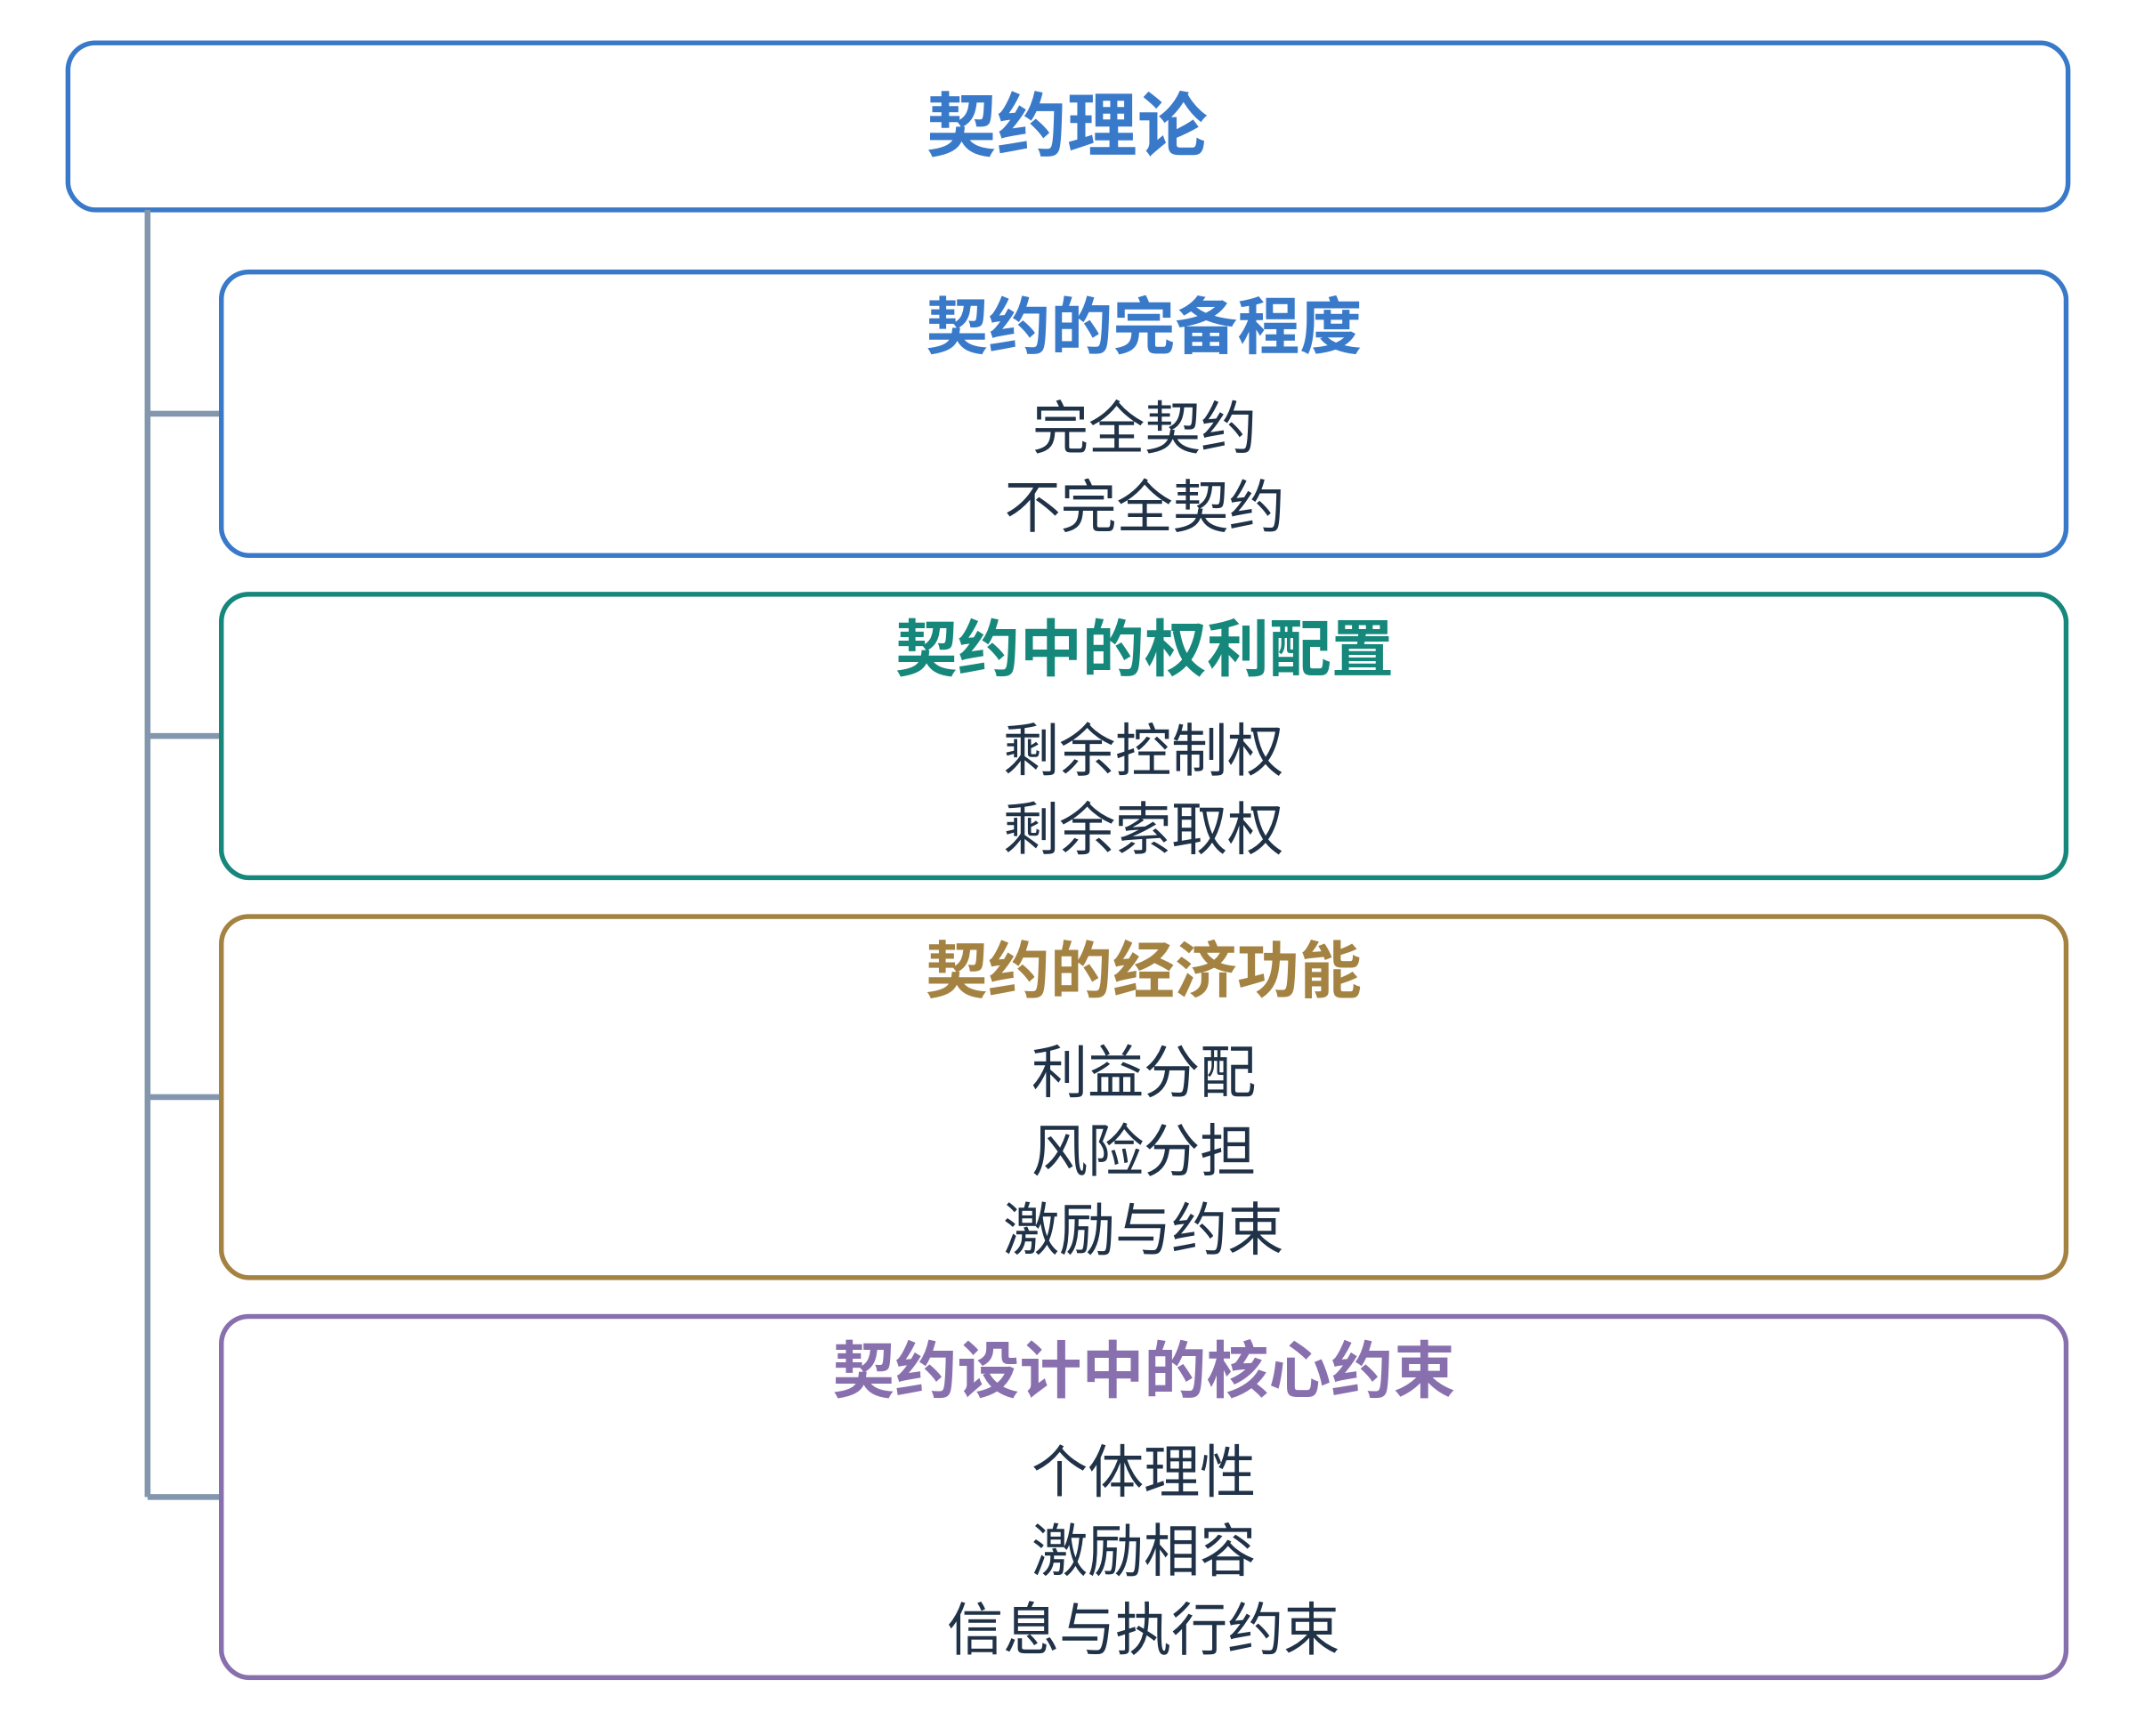 契约理论
契约的完备程度
完全契约
不完全契约
契约中的权利配置
剩余控制权
剩余索取权
契约的经济功能
利益分配
风险分担
激励与约束
契约设计中的核心约束
个体理性
激励相容
信息与执行约束